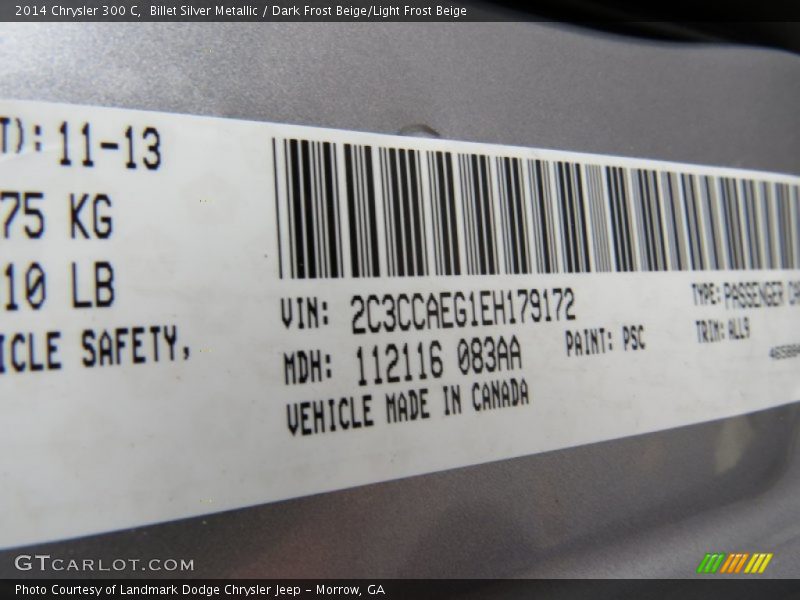 2014 Chrysler 300 C, Billet Silver Metallic / Dark Frost Beige/Light Frost Beige
T): 11-13
75 KG
10 LB
ICLE SAFETY,
VIN: 2C3CCAEG1EH179172
TYPE: PASSENGER CA
MDH: 112116 083AA
PAINT: PSC
TRIM: ALL9
VEHICLE MADE IN CANADA
GTCARLOT.COM
Photo Courtesy of Landmark Dodge Chrysler Jeep - Morrow, GA